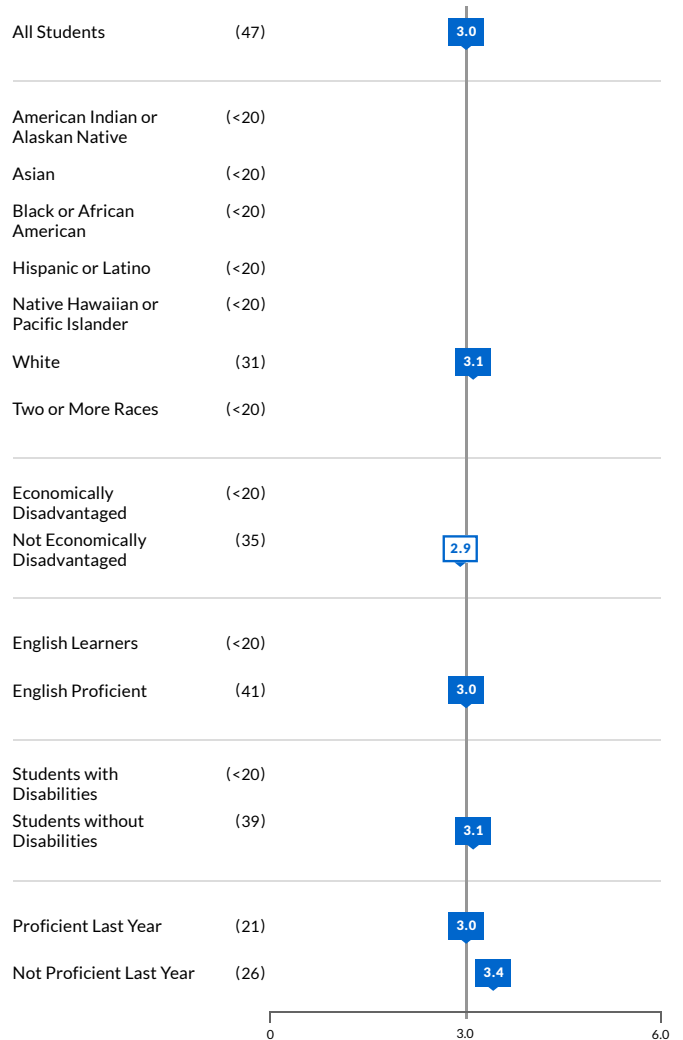 All Students (47) 3.0
American Indian or (<20)
Alaskan Native
Asian (<20)
Black or African (<20)
American
Hispanic or Latino (<20)
Native Hawaiian or (<20)
Pacific Islander
White (31) 3.1
Two or More Races (<20)
Economically (<20)
Disadvantaged
Not Economically (35) 2.9
Disadvantaged
English Learners (<20)
English Proficient (41) 3.0
Students with (<20)
Disabilities
Students without (39) 3.1
Disabilities
Proficient Last Year (21) 3.0
Not Proficient Last Year (26) 3.4
0 3.0 6.0